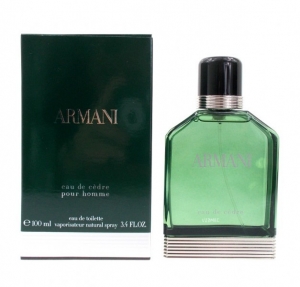 ARMANI
eau de cèdre
pour homme
eau de toilette
e 100 ml vaporisateur natural spray 3.4 FL.OZ.
ARMANI